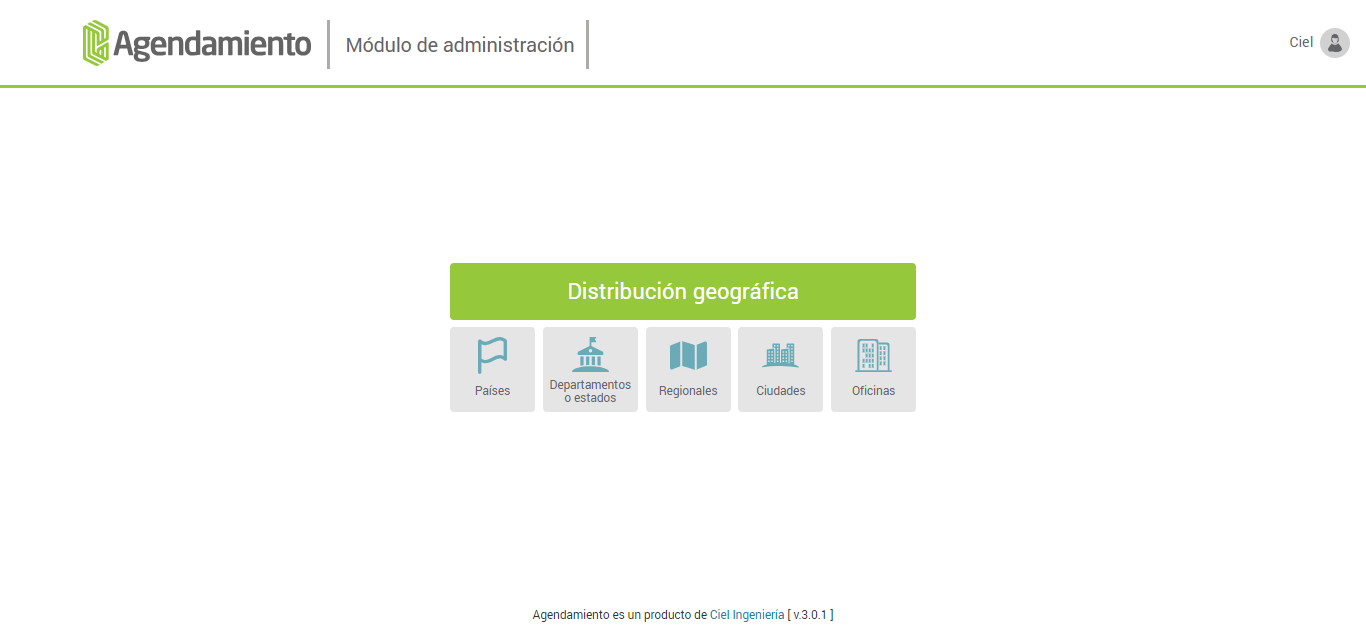 Agendamiento
Módulo de administración
Ciel
Distribución geográfica
Países
Departamentos
o estados
Regionales
Ciudades
Oficinas
Agendamiento es un producto de Ciel Ingeniería [ v.3.0.1 ]